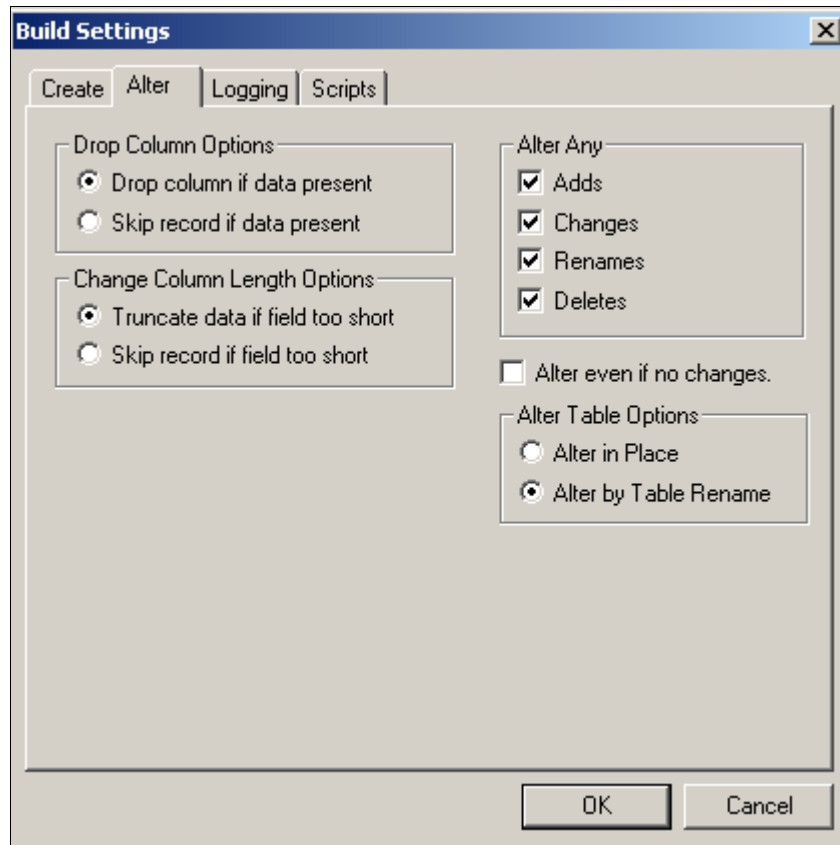 Build Settings
Create
Alter
Logging
Scripts
Drop Column Options
Drop column if data present
Skip record if data present
Change Column Length Options
Truncate data if field too short
Skip record if field too short
Alter Any
Adds
Changes
Renames
Deletes
Alter even if no changes.
Alter Table Options
Alter in Place
Alter by Table Rename
OK
Cancel